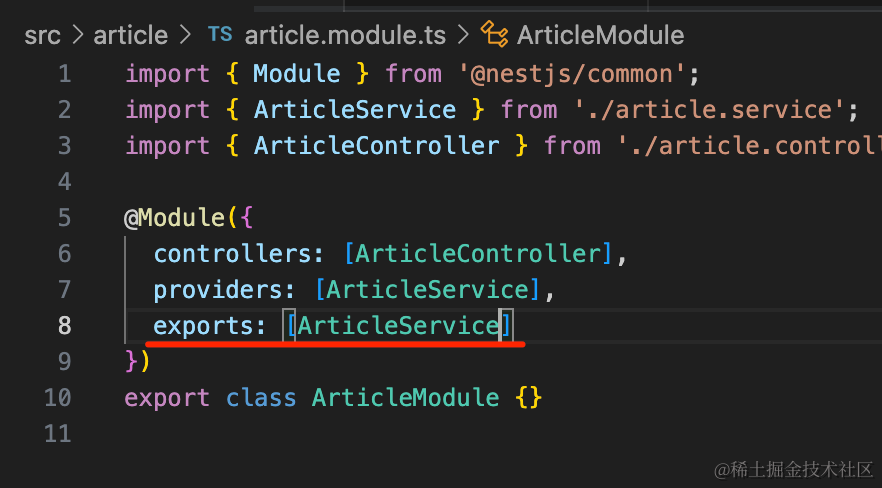 src > article > TS article.module.ts > ArticleModule
1 import { Module } from '@nestjs/common';
2 import { ArticleService } from './article.service';
3 import { ArticleController } from './article.controll
4
5 @Module({
6 controllers: [ArticleController],
7 providers: [ArticleService],
8 exports: [ArticleService]
9 })
10 export class ArticleModule {}
11
@稀土掘金技术社区